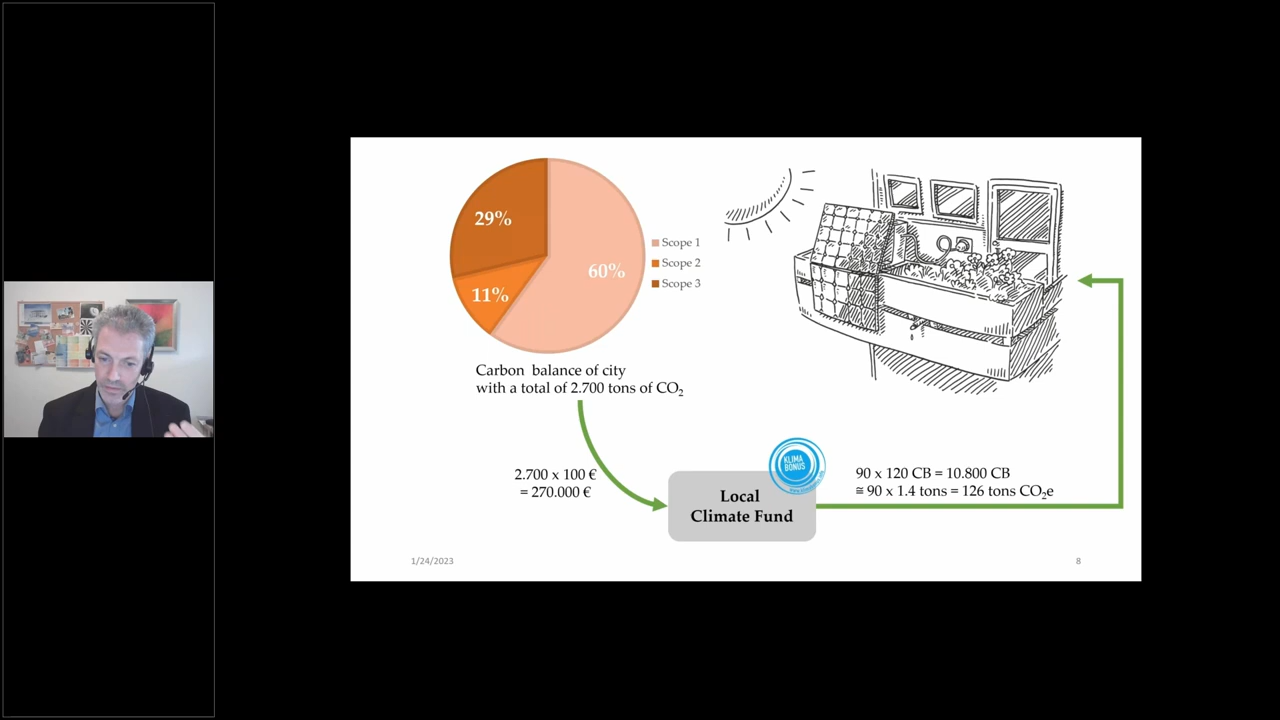 29%
60%
11%
Scope 1
Scope 2
Scope 3
Carbon balance of city
with a total of 2.700 tons of CO₂
2.700 x 100 €
= 270.000 €
KLIMA
BONUS
Local
Climate Fund
90 x 120 CB = 10.800 CB
≅ 90 x 1.4 tons = 126 tons CO₂e
1/24/2023
8